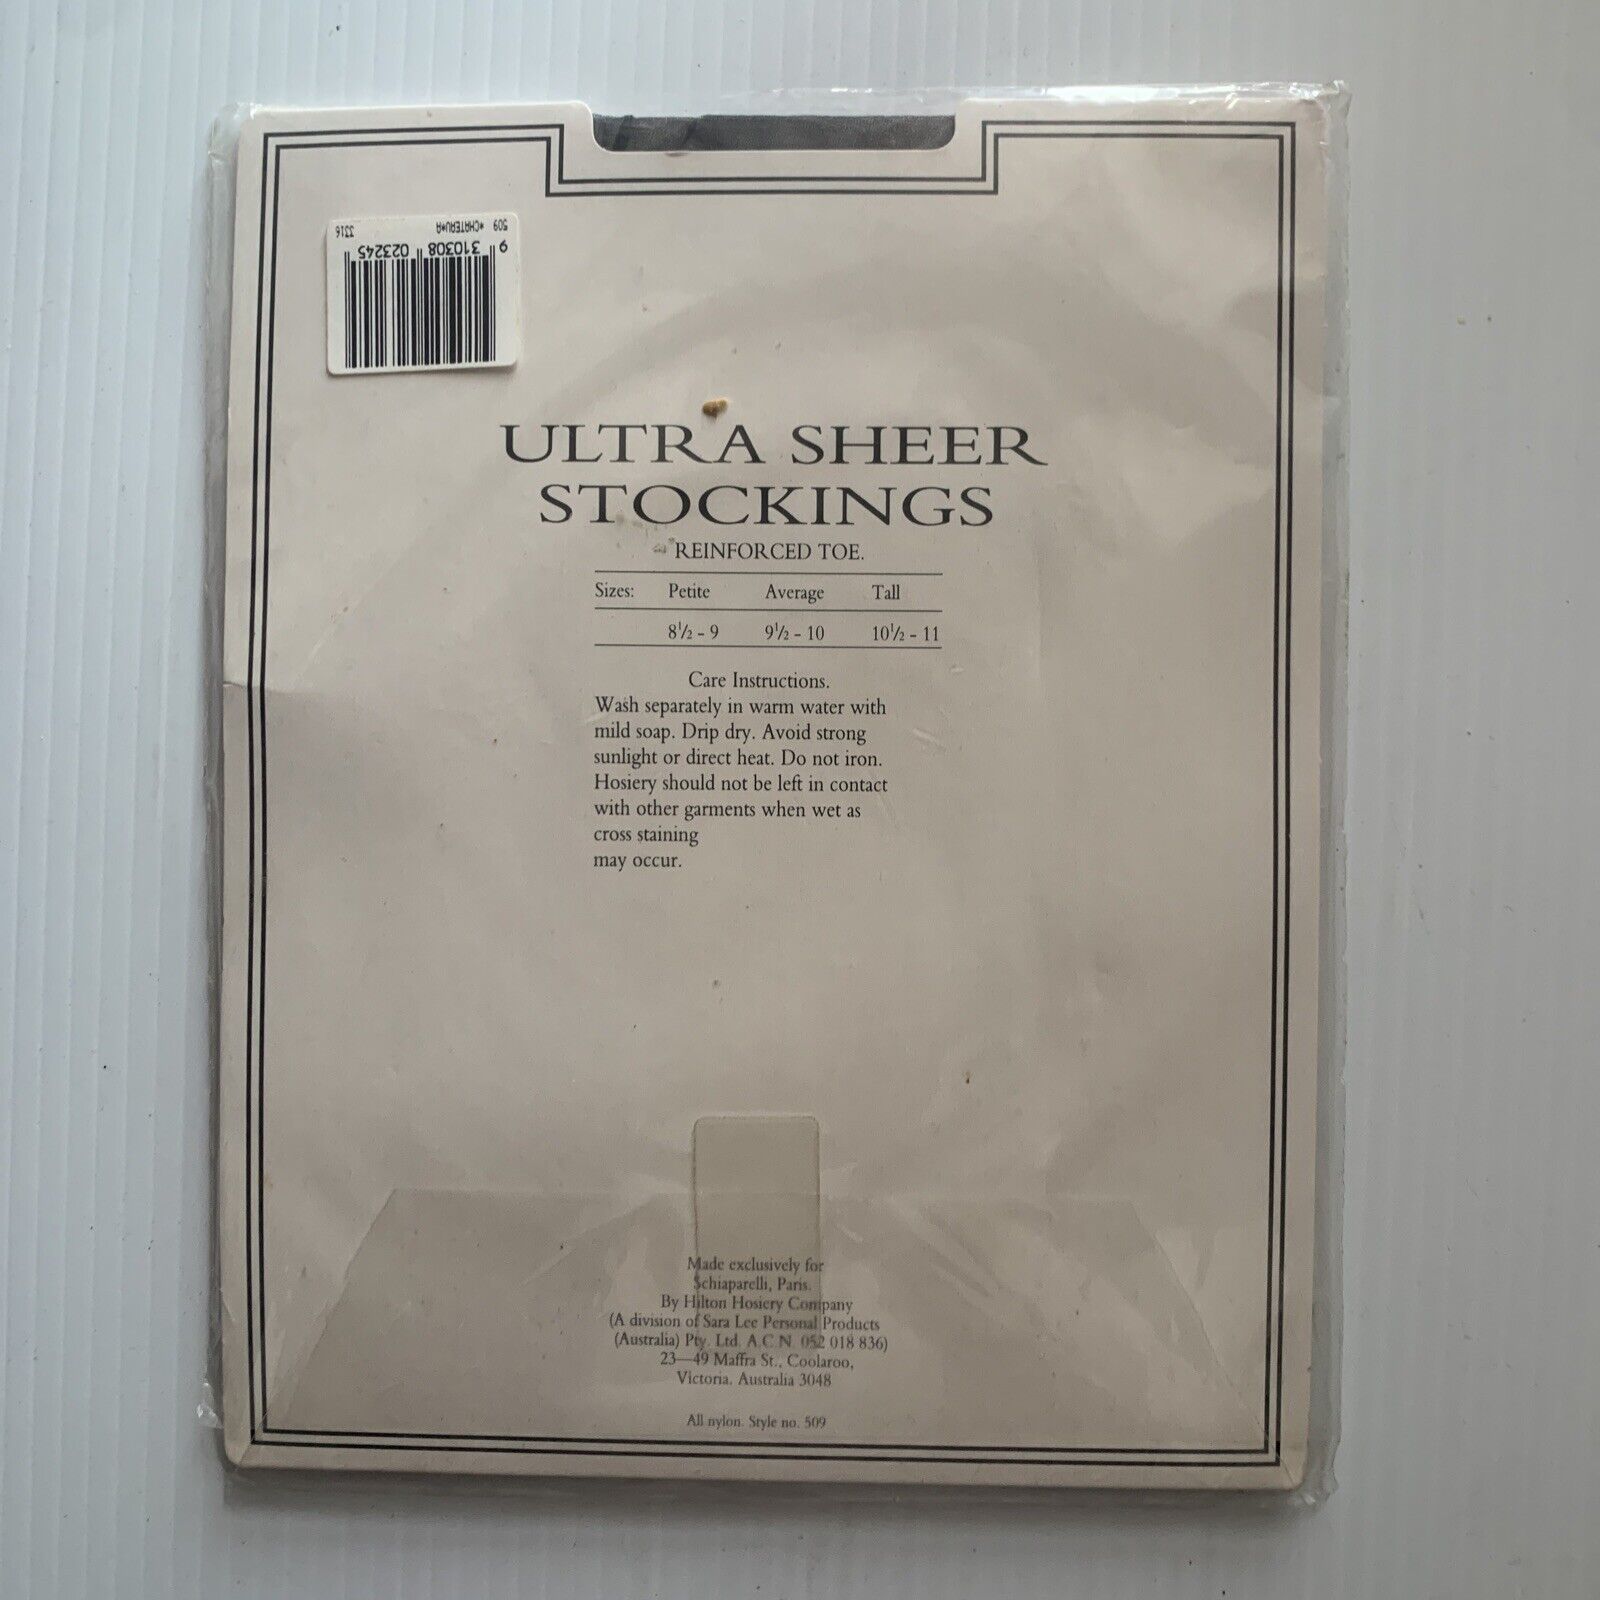 509 *CHATEAU*A 3316
9 310308 023245
ULTRA SHEER
STOCKINGS
REINFORCED TOE.
Sizes: Petite Average Tall
8½ - 9 9½ - 10 10½ - 11
Care Instructions.
Wash separately in warm water with
mild soap. Drip dry. Avoid strong
sunlight or direct heat. Do not iron.
Hosiery should not be left in contact
with other garments when wet as
cross staining
may occur.
Made exclusively for
Schiaparelli, Paris.
By Hilton Hosiery Company
(A division of Sara Lee Personal Products
(Australia) Pty. Ltd. A.C.N. 052 018 836)
23—49 Maffra St., Coolaroo,
Victoria. Australia 3048
All nylon. Style no. 509